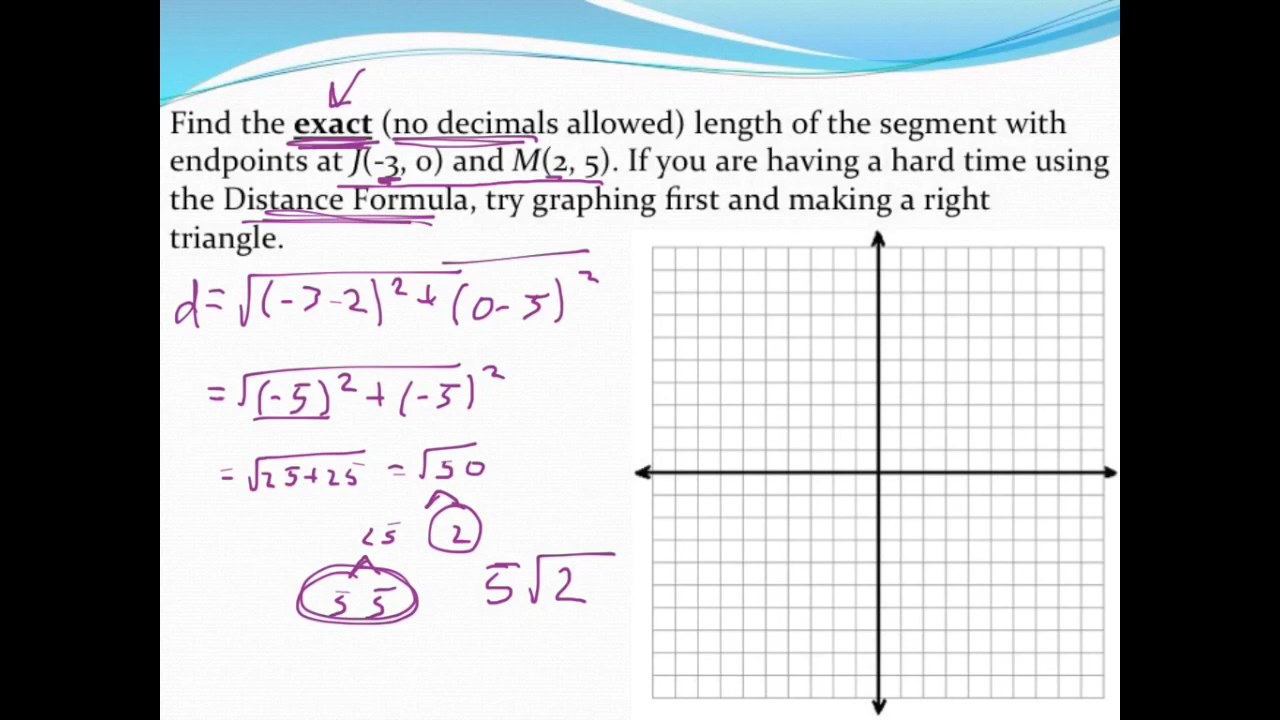 Find the exact (no decimals allowed) length of the segment with
endpoints at J(-3, 0) and M(2, 5). If you are having a hard time using
the Distance Formula, try graphing first and making a right
triangle.
d=√(-3-2)²+(0-5)²
=√(-5)²+(-5)²
=√25+25 =√50
25 2
5 5 5√2